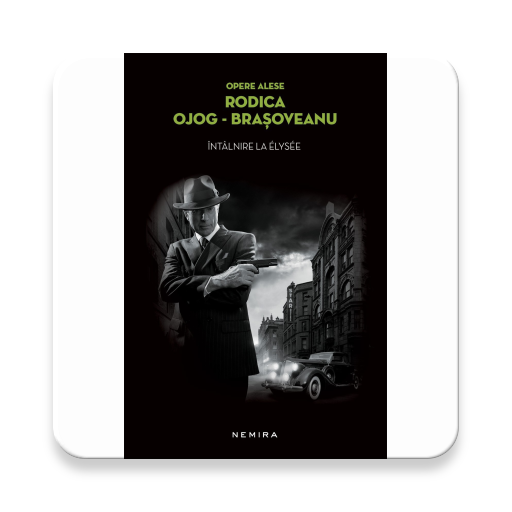 OPERE ALESE
RODICA
OJOG - BRAȘOVEANU
ÎNTÂLNIRE LA ÉLYSÉE
NEMIRA